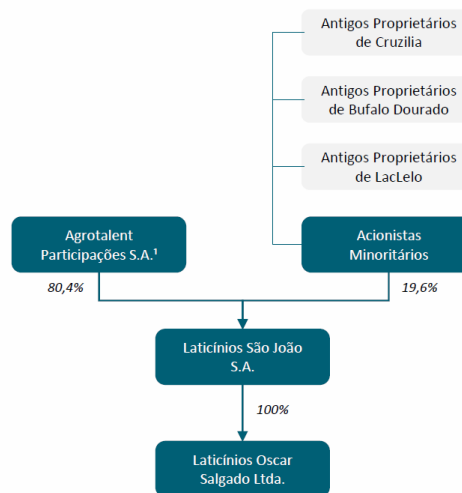 Antigos Proprietários
de Cruzilia
Antigos Proprietários
de Bufalo Dourado
Antigos Proprietários
de LacLelo
Agrotalent
Participações S.A.¹
Acionistas
Minoritários
80,4%
19,6%
Laticínios São João
S.A.
100%
Laticínios Oscar
Salgado Ltda.